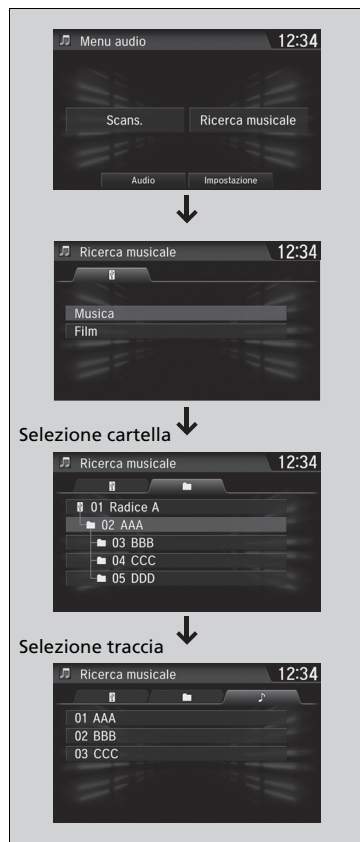 Menu audio 12:34
Scans. Ricerca musicale
Audio Impostazione
Ricerca musicale 12:34
Musica
Film
Selezione cartella
Ricerca musicale 12:34
01 Radice A
02 AAA
03 BBB
04 CCC
05 DDD
Selezione traccia
Ricerca musicale 12:34
01 AAA
02 BBB
03 CCC